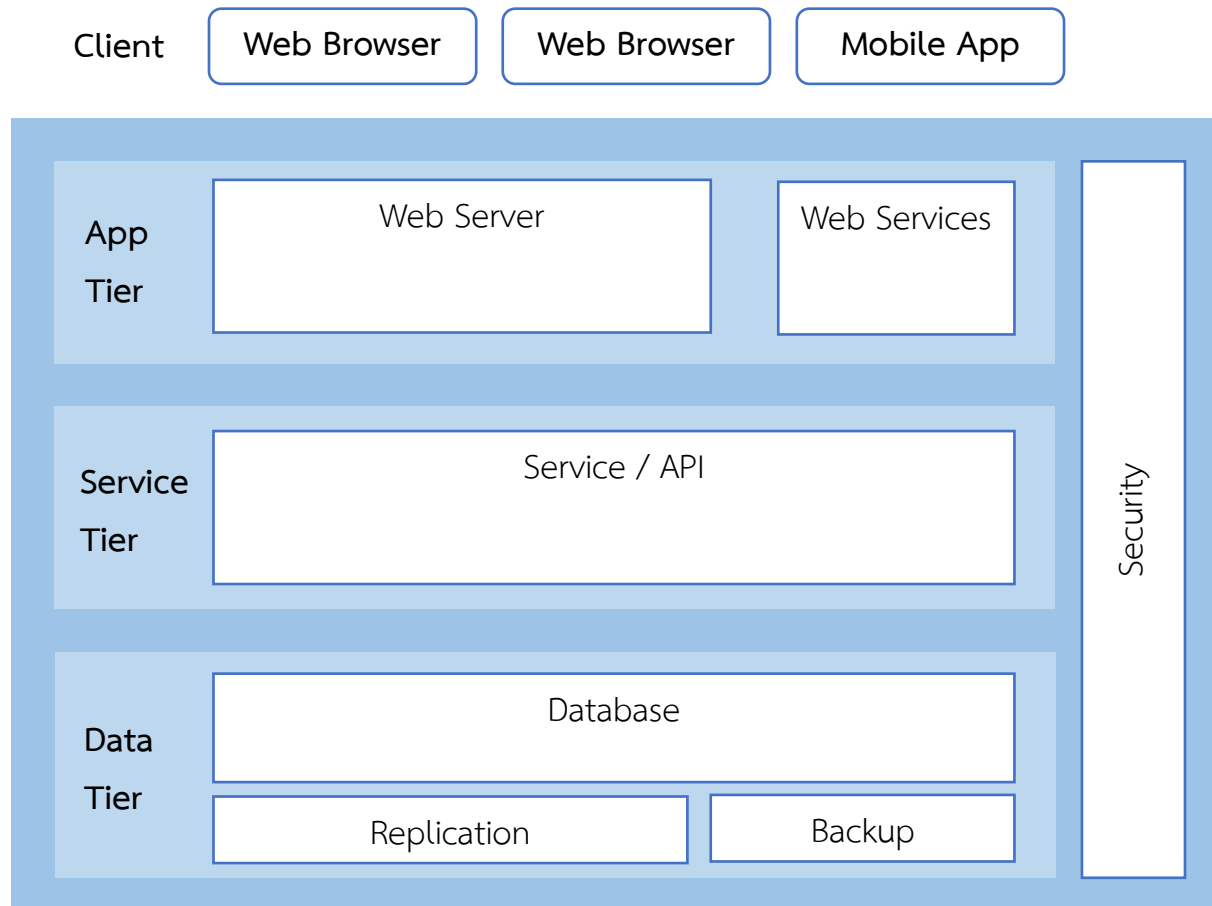 Client
Web Browser
Web Browser
Mobile App
App
Tier
Web Server
Web Services
Service
Tier
Service / API
Data
Tier
Database
Replication
Backup
Security